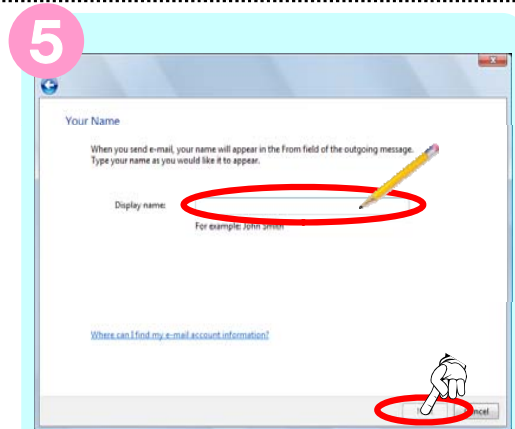 5
Your Name
When you send e-mail, your name will appear in the From field of the outgoing message.
Type your name as you would like it to appear.
Display name:
For example: John Smith
Where can I find my e-mail account information?